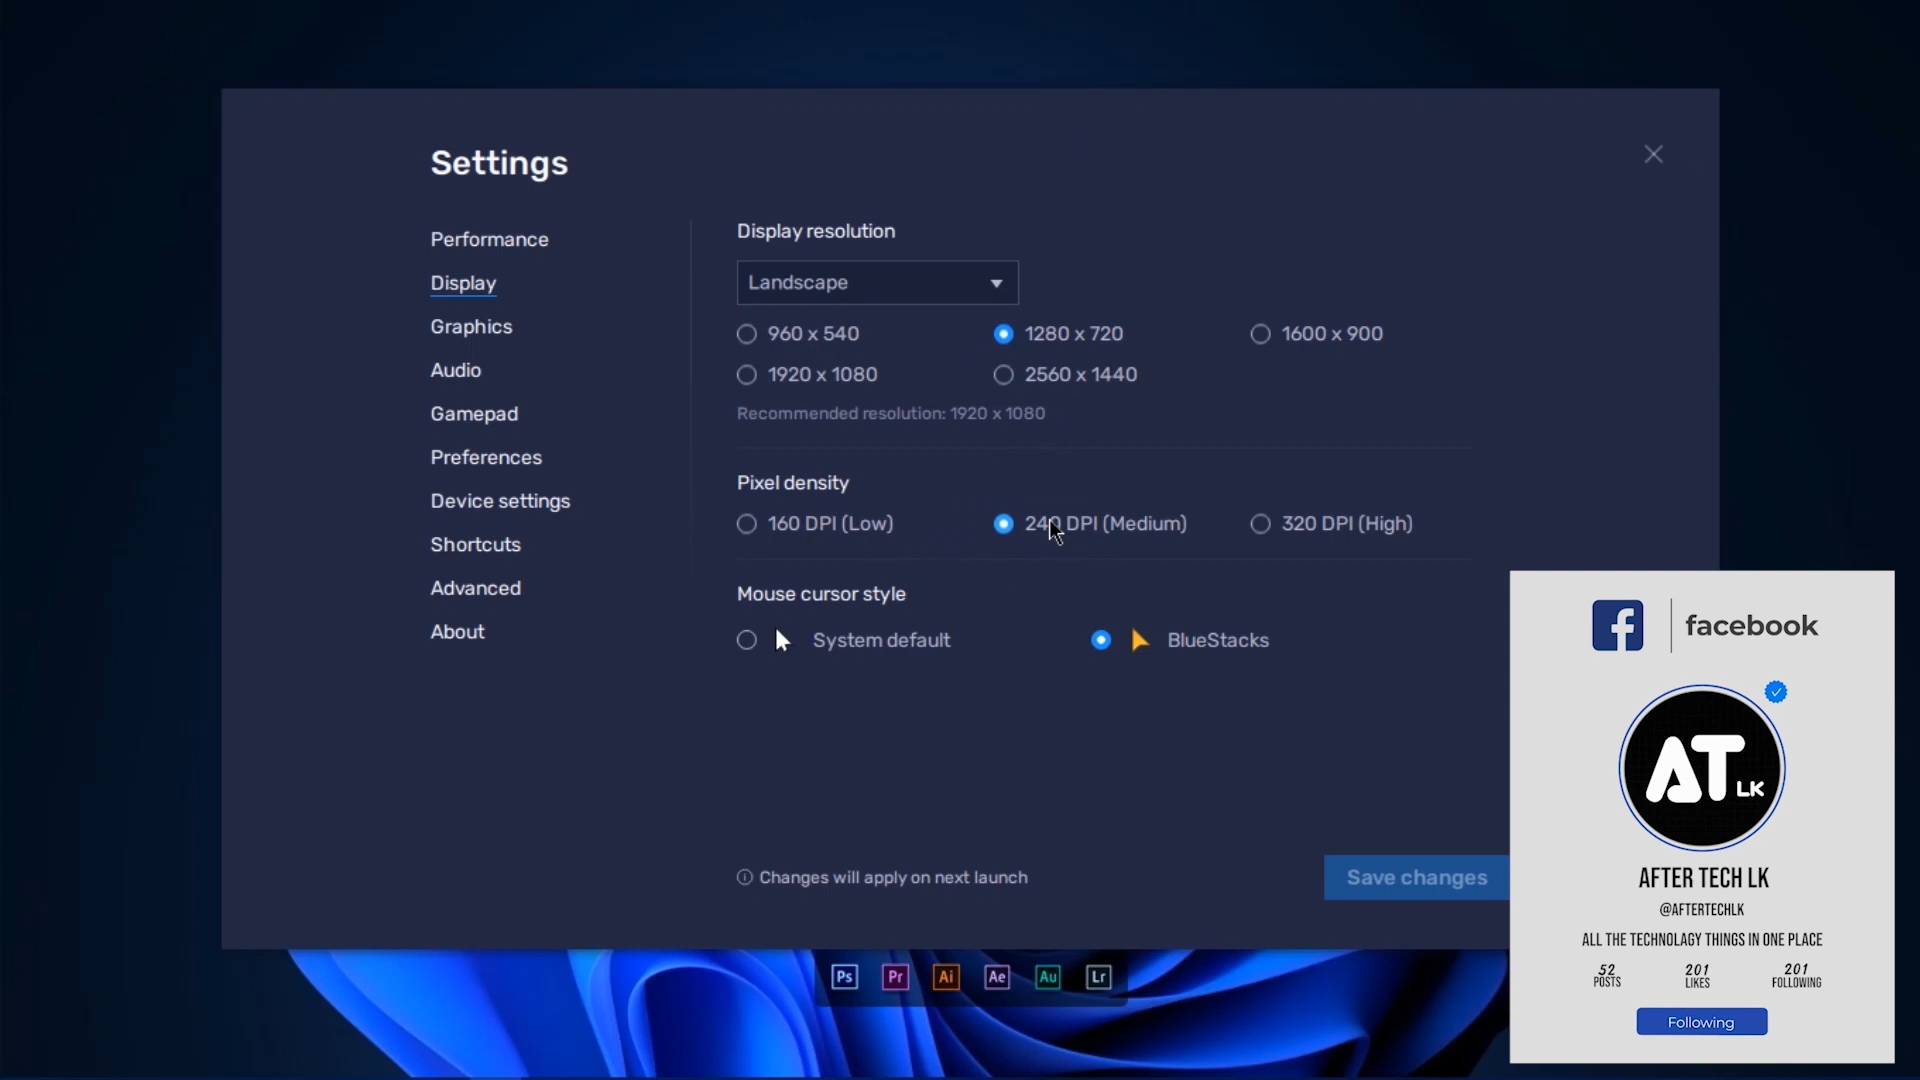 Settings
Performance
Display
Graphics
Audio
Gamepad
Preferences
Device settings
Shortcuts
Advanced
About
Display resolution
Landscape
960 x 540
1280 x 720
1600 x 900
1920 x 1080
2560 x 1440
Recommended resolution: 1920 x 1080
Pixel density
160 DPI (Low)
240 DPI (Medium)
320 DPI (High)
Mouse cursor style
System default
BlueStacks
Changes will apply on next launch
Save changes
Ps Pr Ai Ae Au Lr
facebook
AT LK
AFTER TECH LK
@AFTERTECHLK
ALL THE TECHNOLAGY THINGS IN ONE PLACE
52 201 201
POSTS LIKES FOLLOWING
Following